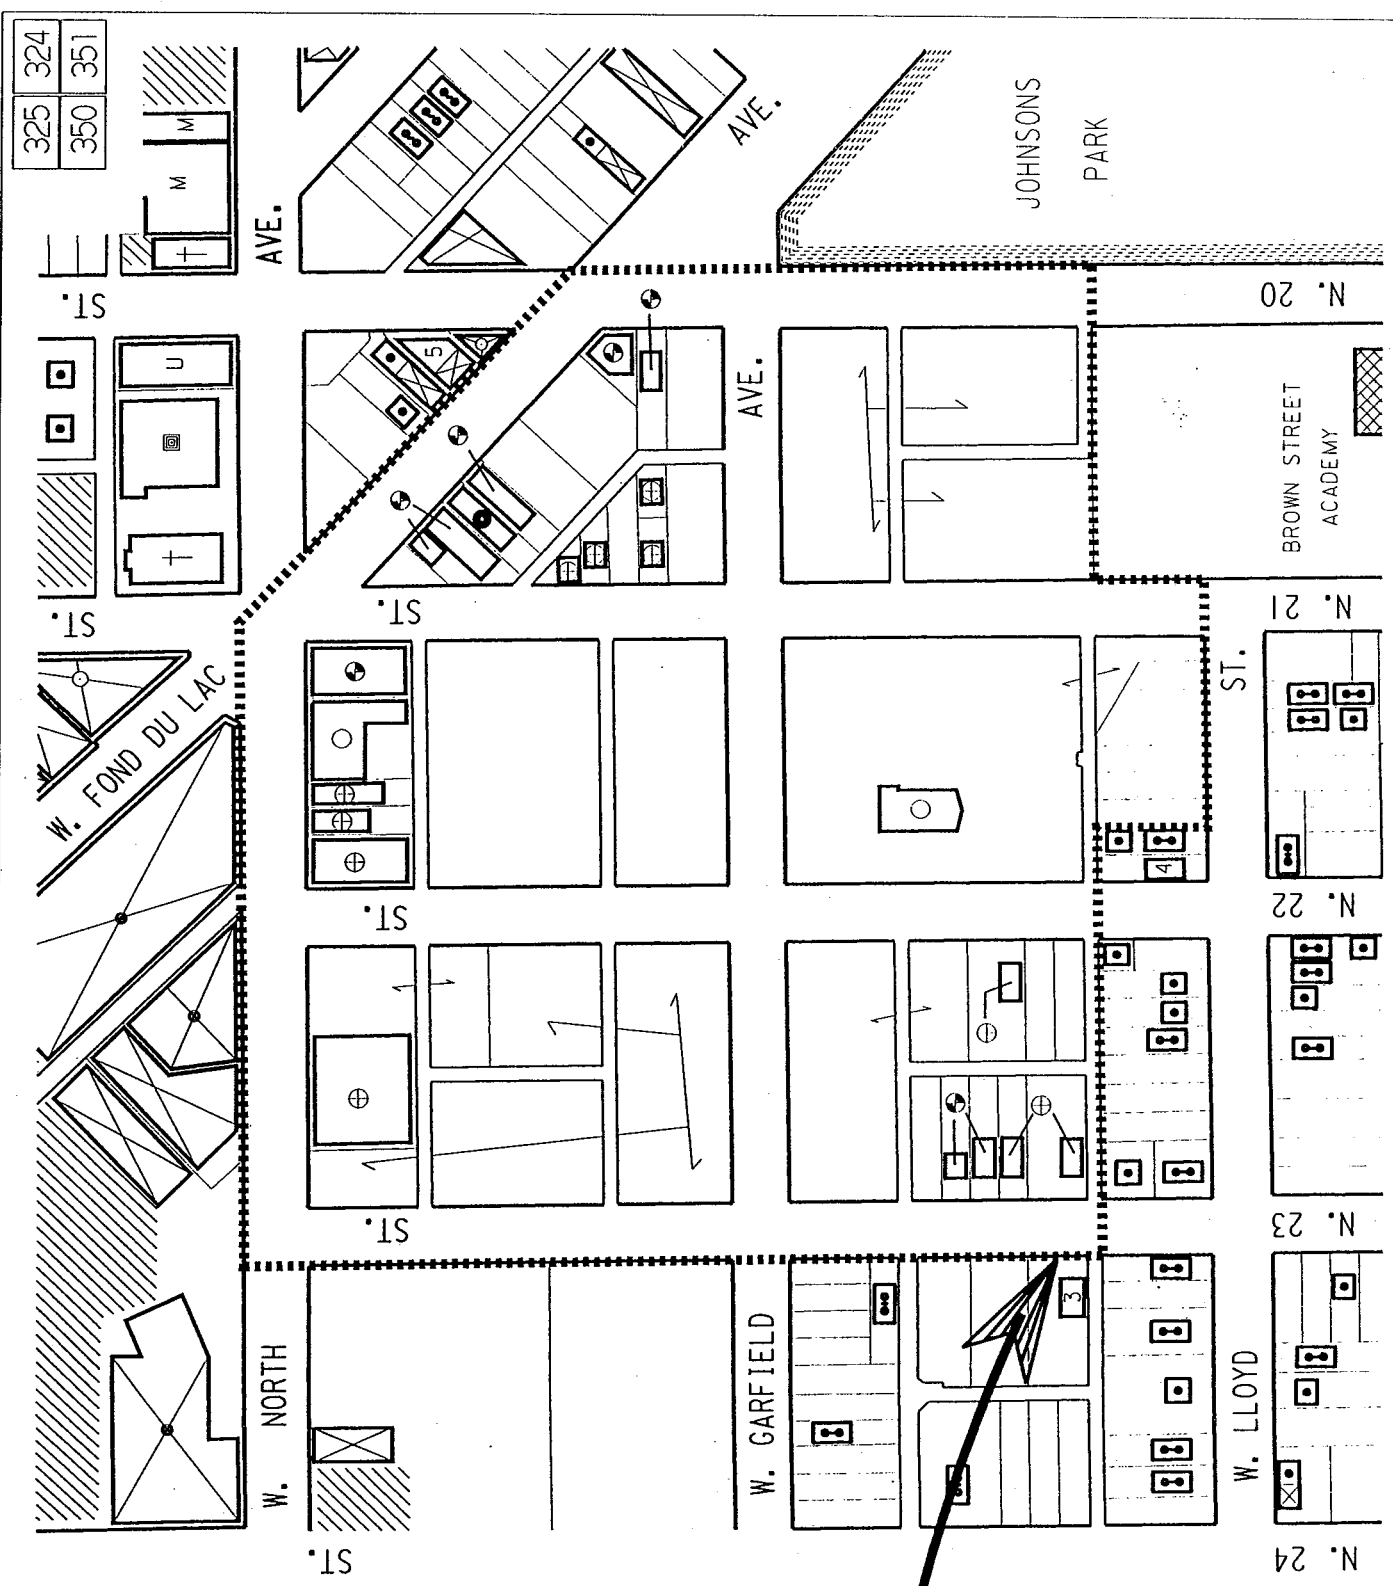 325 324
350 351
M
M
U
5
4
3
W. FOND DU LAC AVE.
W. NORTH AVE.
W. GARFIELD AVE.
W. LLOYD ST.
N. 20 ST.
N. 21 ST.
N. 22 ST.
N. 23 ST.
N. 24 ST.
JOHNSONS
PARK
BROWN STREET
ACADEMY